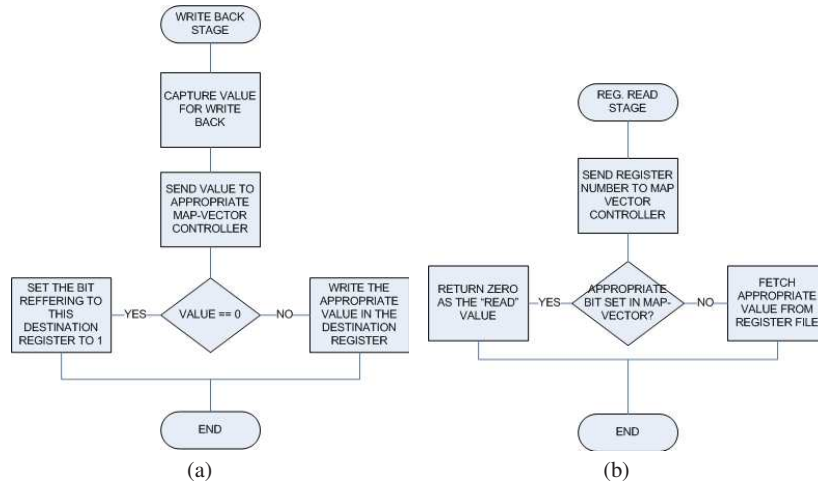 WRITE BACK
STAGE
CAPTURE VALUE
FOR WRITE
BACK
SEND VALUE TO
APPROPRIATE
MAP-VECTOR
CONTROLLER
SET THE BIT
REFFERING TO
THIS
DESTINATION
REGISTER TO 1
YES
VALUE == 0
NO
WRITE THE
APPROPRIATE
VALUE IN THE
DESTINATION
REGISTER
END
(a)
REG. READ
STAGE
SEND REGISTER
NUMBER TO MAP
VECTOR
CONTROLLER
RETURN ZERO
AS THE "READ"
VALUE
YES
APPROPRIATE
BIT SET IN MAP-
VECTOR?
NO
FETCH
APPROPRIATE
VALUE FROM
REGISTER FILE
END
(b)